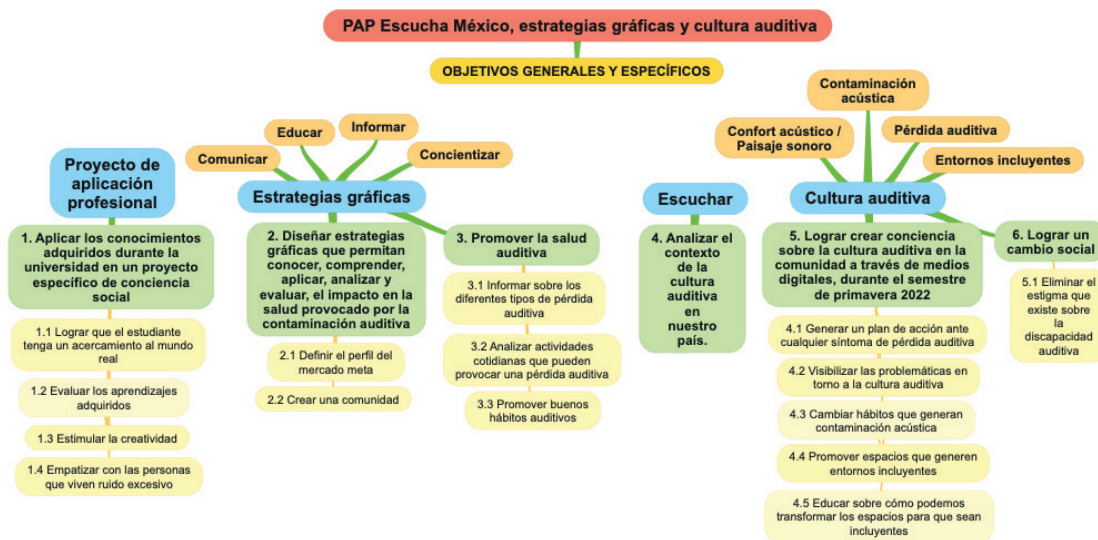 PAP Escucha México, estrategias gráficas y cultura auditiva
OBJETIVOS GENERALES Y ESPECÍFICOS
Proyecto de
aplicación
profesional
1. Aplicar los conocimientos
adquiridos durante la
universidad en un proyecto
específico de conciencia
social
1.1 Lograr que el estudiante
tenga un acercamiento al mundo
real
1.2 Evaluar los aprendizajes
adquiridos
1.3 Estimular la creatividad
1.4 Empatizar con las personas
que viven ruido excesivo
Comunicar
Educar
Informar
Concientizar
Estrategias gráficas
2. Diseñar estrategias
gráficas que permitan
conocer, comprender,
aplicar, analizar y
evaluar, el impacto en la
salud provocado por la
contaminación auditiva
2.1 Definir el perfil del
mercado meta
2.2 Crear una comunidad
3. Promover la salud
auditiva
3.1 Informar sobre los
diferentes tipos de pérdida
auditiva
3.2 Analizar actividades
cotidianas que pueden
provocar una pérdida auditiva
3.3 Promover buenos
hábitos auditivos
Escuchar
4. Analizar el
contexto
de la
cultura
auditiva
en
nuestro
país.
Confort acústico /
Paisaje sonoro
Contaminación
acústica
Pérdida auditiva
Entornos incluyentes
Cultura auditiva
5. Lograr crear conciencia
sobre la cultura auditiva en la
comunidad a través de medios
digitales, durante el semestre
de primavera 2022
4.1 Generar un plan de acción ante
cualquier síntoma de pérdida auditiva
4.2 Visibilizar las problemáticas en
torno a la cultura auditiva
4.3 Cambiar hábitos que generan
contaminación acústica
4.4 Promover espacios que generen
entornos incluyentes
4.5 Educar sobre cómo podemos
transformar los espacios para que sean
incluyentes
6. Lograr un
cambio social
5.1 Eliminar el
estigma que
existe sobre
la
discapacidad
auditiva